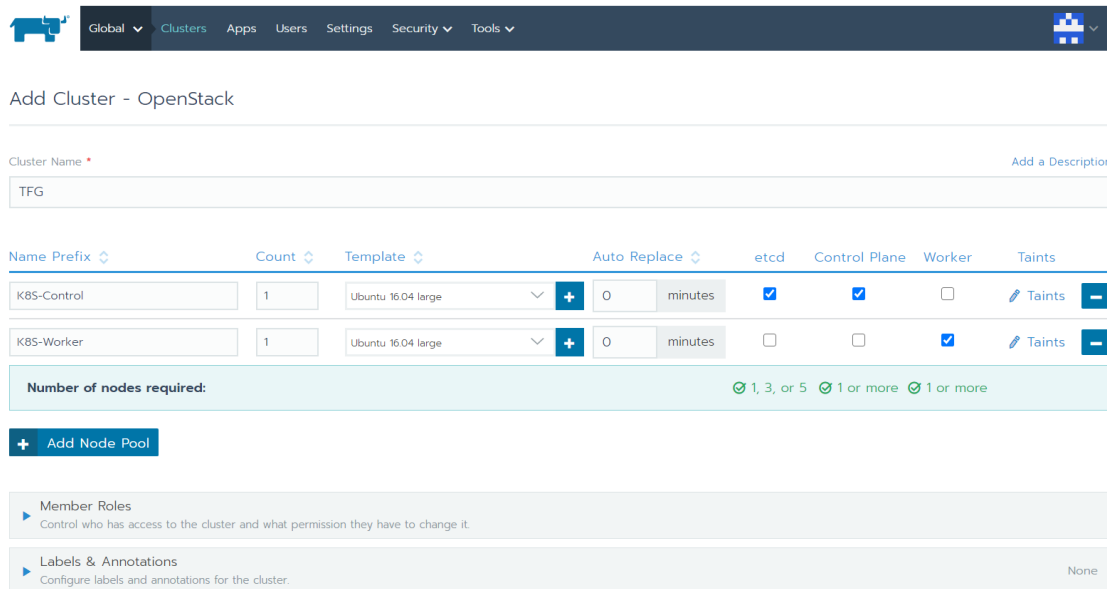 Global Clusters Apps Users Settings Security Tools
Add Cluster - OpenStack
Cluster Name * Add a Description
TFG
Name Prefix Count Template Auto Replace etcd Control Plane Worker Taints
K8S-Control 1 Ubuntu 16.04 large 0 minutes Taints
K8S-Worker 1 Ubuntu 16.04 large 0 minutes Taints
Number of nodes required: 1, 3, or 5 1 or more 1 or more
Add Node Pool
Member Roles
Control who has access to the cluster and what permission they have to change it.
Labels & Annotations
Configure labels and annotations for the cluster. None